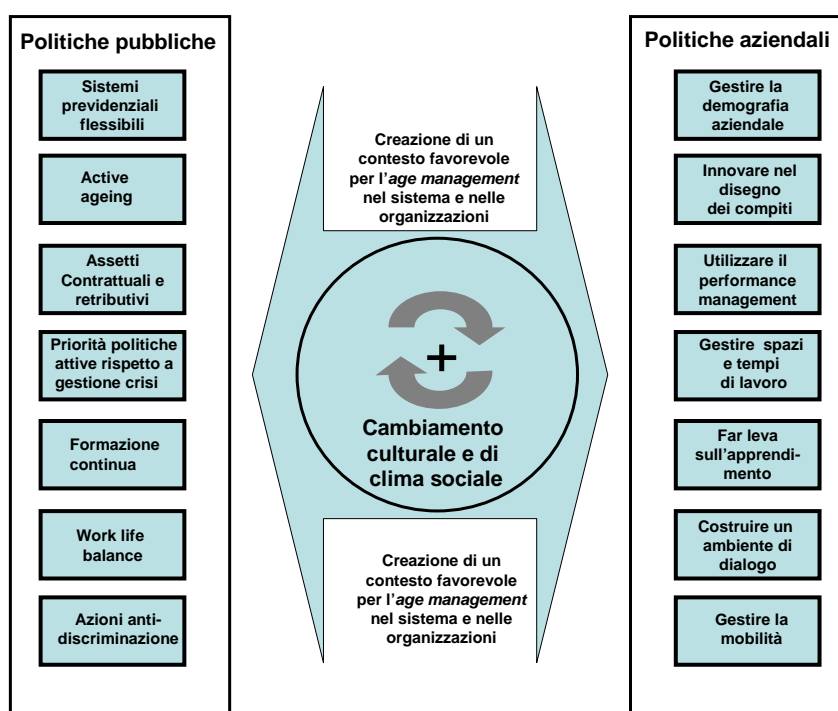 Politiche pubbliche
Sistemi
previdenziali
flessibili
Active
ageing
Assetti
Contrattuali e
retributivi
Priorità politiche
attive rispetto a
gestione crisi
Formazione
continua
Work life
balance
Azioni anti-
discriminazione
Creazione di un
contesto favorevole
per l'age management
nel sistema e nelle
organizzazioni
+
Cambiamento
culturale e di
clima sociale
Creazione di un
contesto favorevole
per l'age management
nel sistema e nelle
organizzazioni
Politiche aziendali
Gestire la
demografia
aziendale
Innovare nel
disegno
dei compiti
Utilizzare il
performance
management
Gestire spazi
e tempi
di lavoro
Far leva
sull'apprendi-
mento
Costruire un
ambiente di
dialogo
Gestire la
mobilità